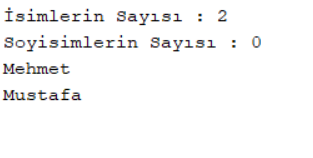 İsimlerin Sayısı : 2
Soyisimlerin Sayısı : 0
Mehmet
Mustafa